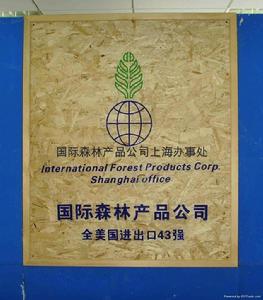 国际森林产品公司上海办事处
International Forest Products Corp.
Shanghai office
国际森林产品公司
全美国进出口43强